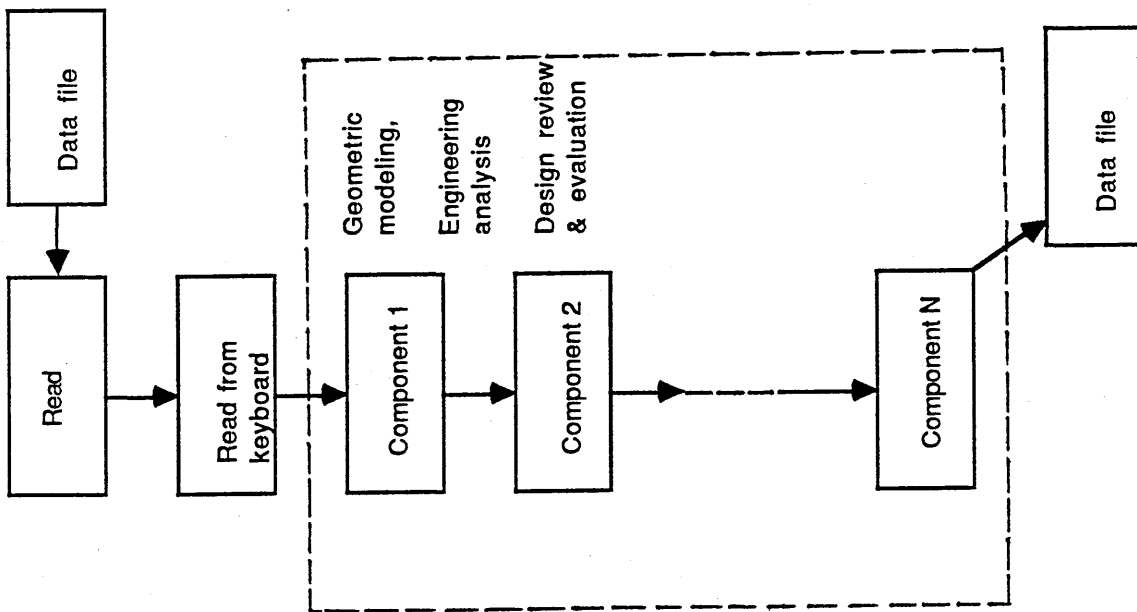 Data file
Read
Read from
keyboard
Geometric
modeling,
Engineering
analysis
Design review
& evaluation
Component 1
Component 2
Component N
Data file